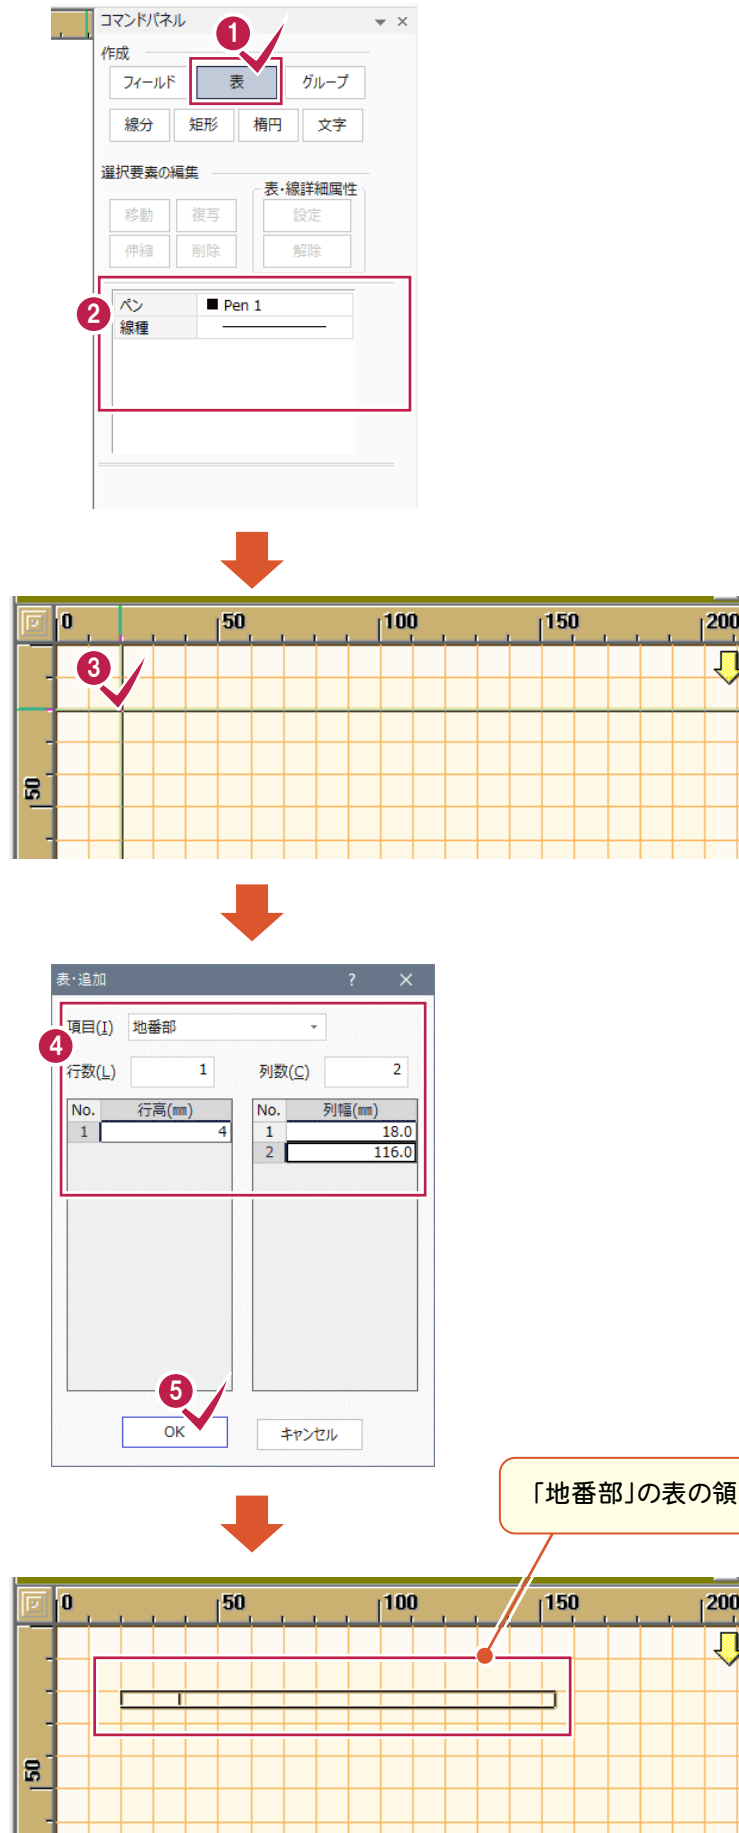 コマンドパネル
1
作成
フィールド 表 グループ
線分 矩形 楕円 文字
選択要素の編集
表・線詳細属性
移動 複写 設定
伸縮 削除 解除
2
ペン Pen 1
線種
0 50 100 150 200
3
50
表・追加 ? ×
4
項目(I) 地番部
行数(L) 1 列数(C) 2
No. 行高(㎜) No. 列幅(㎜)
1 4 1 18.0
2 116.0
5
OK キャンセル
「地番部」の表の領
0 50 100 150 200
50